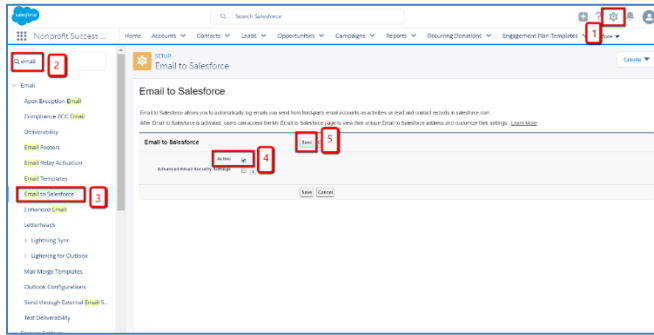 salesforce
Search Salesforce
Nonprofit Success ...
Home Accounts Contacts Leads Opportunities Campaigns Reports Recurring Donations Engagement Plan Templates More
1
email
2
SETUP
Email to Salesforce
Create
Email
Apex Exception Email
Compliance BCC Email
Deliverability
Email Footers
Email Relay Activation
Email Templates
Email to Salesforce
3
Enhanced Email
Letterheads
Lightning Sync
Lightning for Outlook
Mail Merge Templates
Outlook Configurations
Send through External Email S...
Test Deliverability
Email to Salesforce
Email to Salesforce allows you to automatically log emails you send from third-party email accounts as activities on lead and contact records in salesforce.com.
After Email to Salesforce is activated, users can access the My Email to Salesforce page to view their unique Email to Salesforce address and customize their settings. Learn More
Email to Salesforce
Save
5
Active
4
Advanced Email Security Settings
Save Cancel